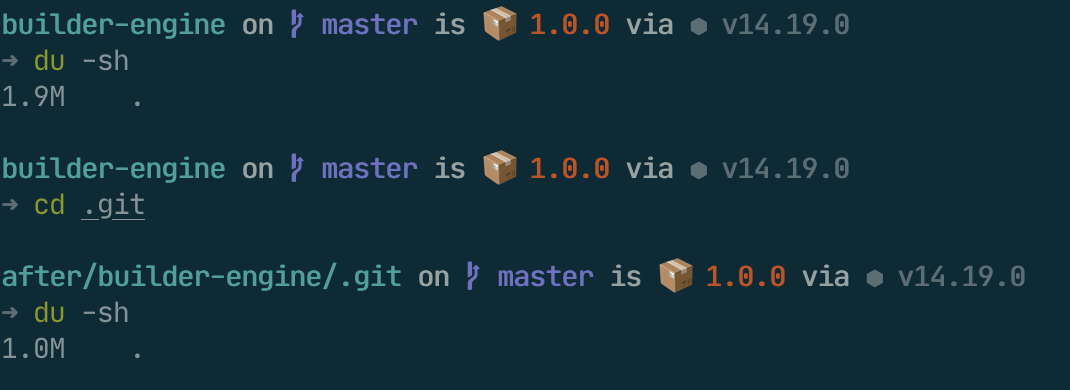 builder-engine on master is 📦 1.0.0 via ⬢ v14.19.0
➜ du -sh
1.9M    .
builder-engine on master is 📦 1.0.0 via ⬢ v14.19.0
➜ cd .git
after/builder-engine/.git on master is 📦 1.0.0 via ⬢ v14.19.0
➜ du -sh
1.0M    .